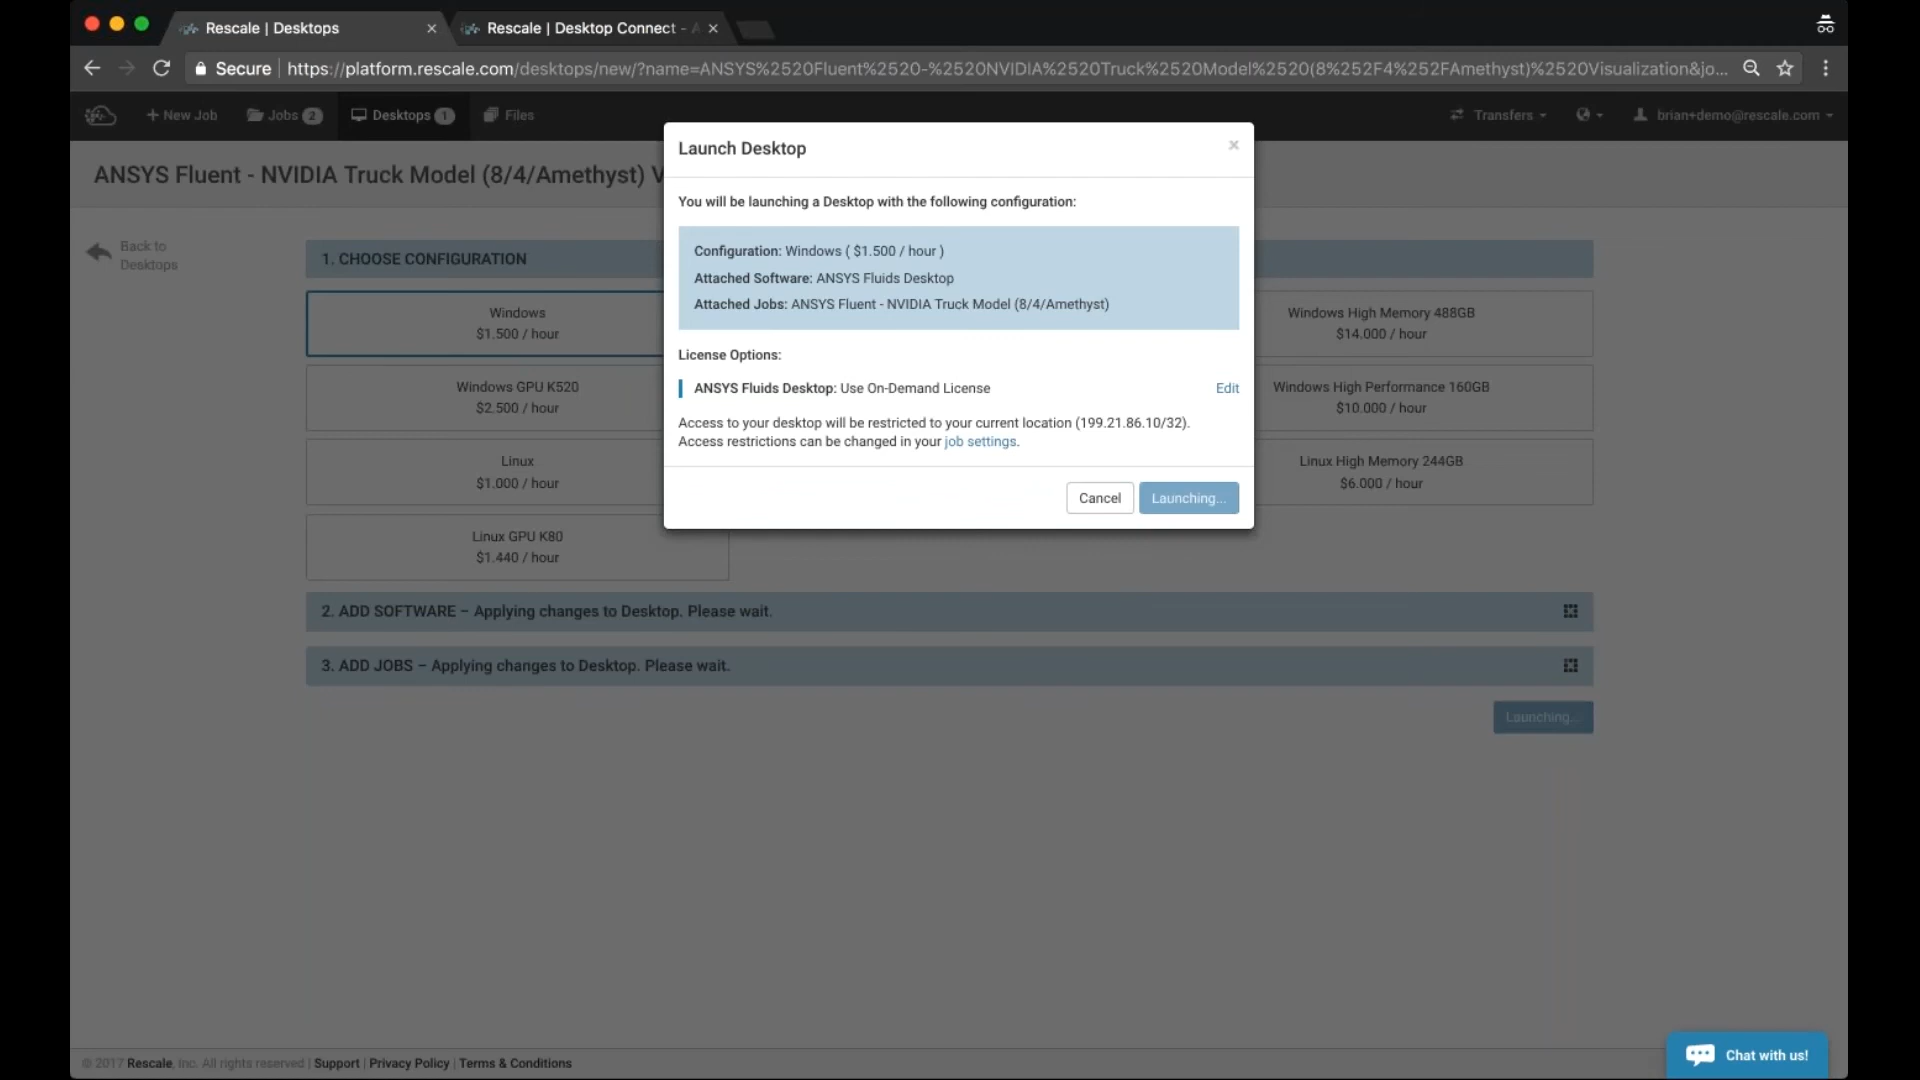 Rescale | Desktops
Rescale | Desktop Connect - A
Secure | https://platform.rescale.com/desktops/new/?name=ANSYS%2520Fluent%2520-%2520NVIDIA%2520Truck%2520Model%2520(8%252F4%252FAmethyst)%2520Visualization&jo...
New Job
Jobs 2
Desktops 1
Files
Transfers
brian+demo@rescale.com
ANSYS Fluent - NVIDIA Truck Model (8/4/Amethyst) V
Back to
Desktops
1. CHOOSE CONFIGURATION
Windows
$1.500 / hour
Windows High Memory 488GB
$14.000 / hour
Windows GPU K520
$2.500 / hour
Windows High Performance 160GB
$10.000 / hour
Linux
$1.000 / hour
Linux High Memory 244GB
$6.000 / hour
Linux GPU K80
$1.440 / hour
Launch Desktop
×
You will be launching a Desktop with the following configuration:
Configuration: Windows ( $1.500 / hour )
Attached Software: ANSYS Fluids Desktop
Attached Jobs: ANSYS Fluent - NVIDIA Truck Model (8/4/Amethyst)
License Options:
ANSYS Fluids Desktop: Use On-Demand License
Edit
Access to your desktop will be restricted to your current location (199.21.86.10/32).
Access restrictions can be changed in your job settings.
Cancel
Launching...
2. ADD SOFTWARE – Applying changes to Desktop. Please wait.
3. ADD JOBS – Applying changes to Desktop. Please wait.
Launching...
© 2017 Rescale, Inc. All rights reserved | Support | Privacy Policy | Terms & Conditions
Chat with us!